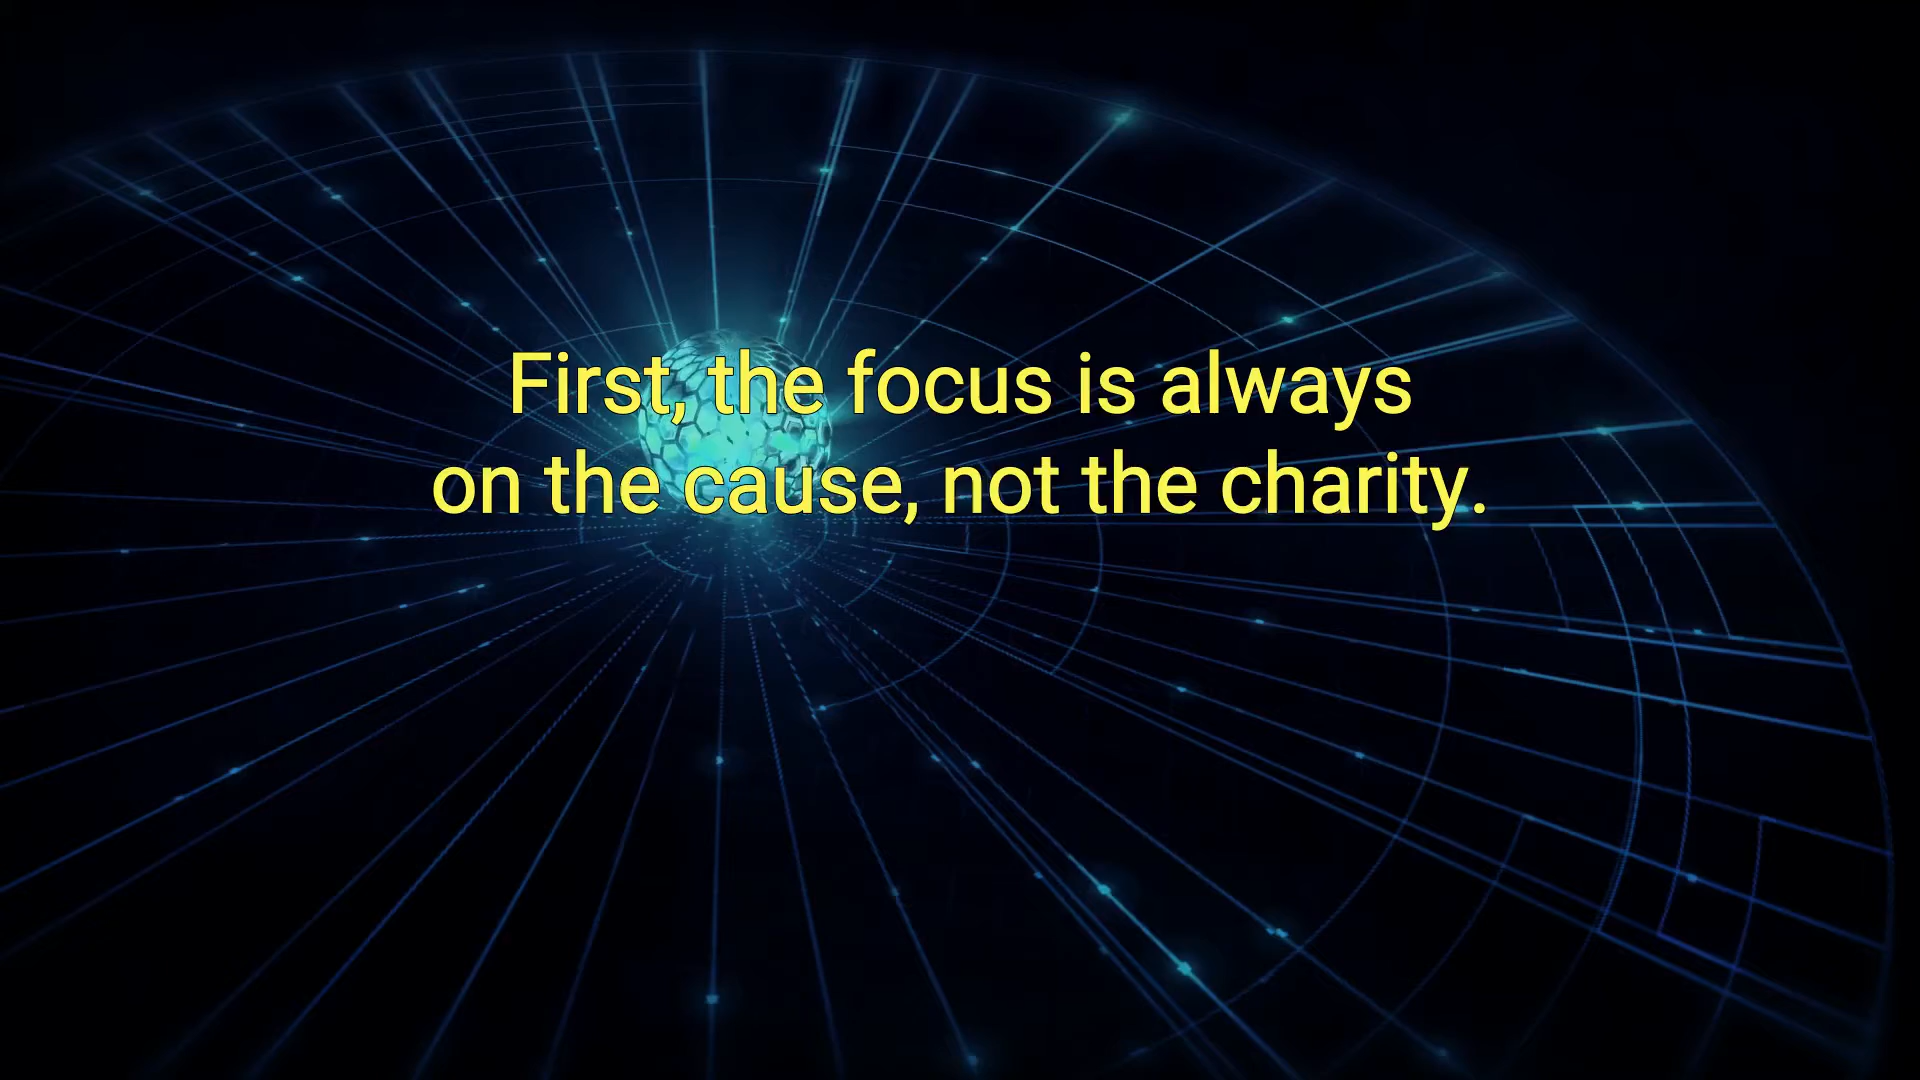 First, the focus is always
on the cause, not the charity.